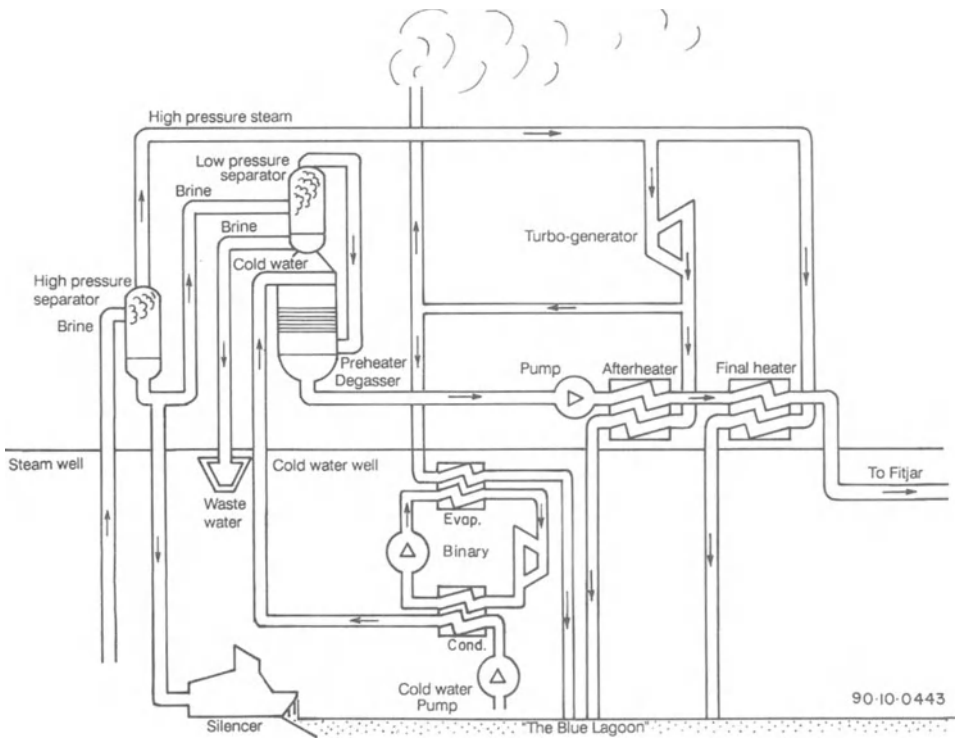 High pressure steam
Low pressure
separator
Brine
Brine
Cold water
Turbo-generator
High pressure
separator
Brine
Preheater
Degasser
Pump
Afterheater
Final heater
Steam well
Cold water well
To Fitjar
Waste
water
Evap.
Binary
Cond.
Cold water
Pump
90-10-0443
Silencer
"The Blue Lagoon"